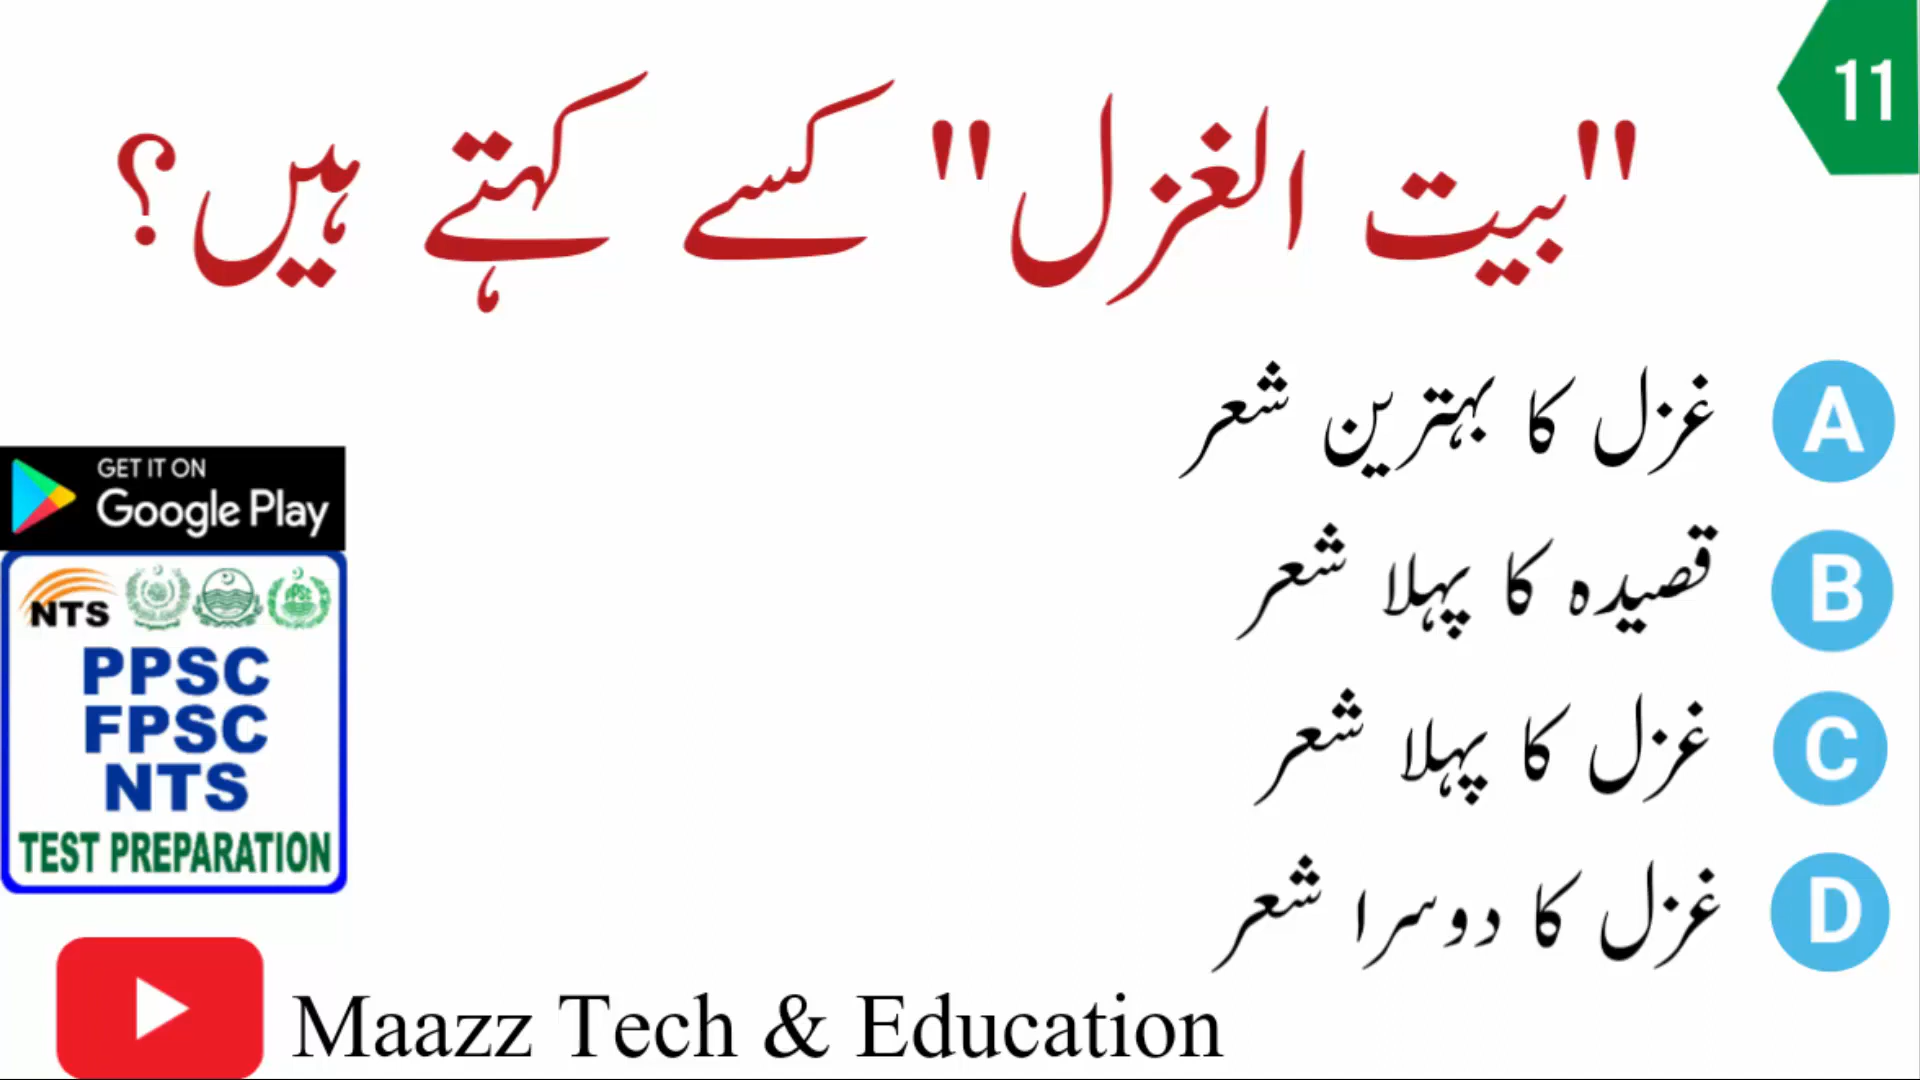 11
"بیت الغزل" کسے کہتے ہیں؟
A غزل کا بہترین شعر
B قصیدہ کا پہلا شعر
C غزل کا پہلا شعر
D غزل کا دوسرا شعر
GET IT ON
Google Play
NTS
PPSC
FPSC
NTS
TEST PREPARATION
Maazz Tech & Education